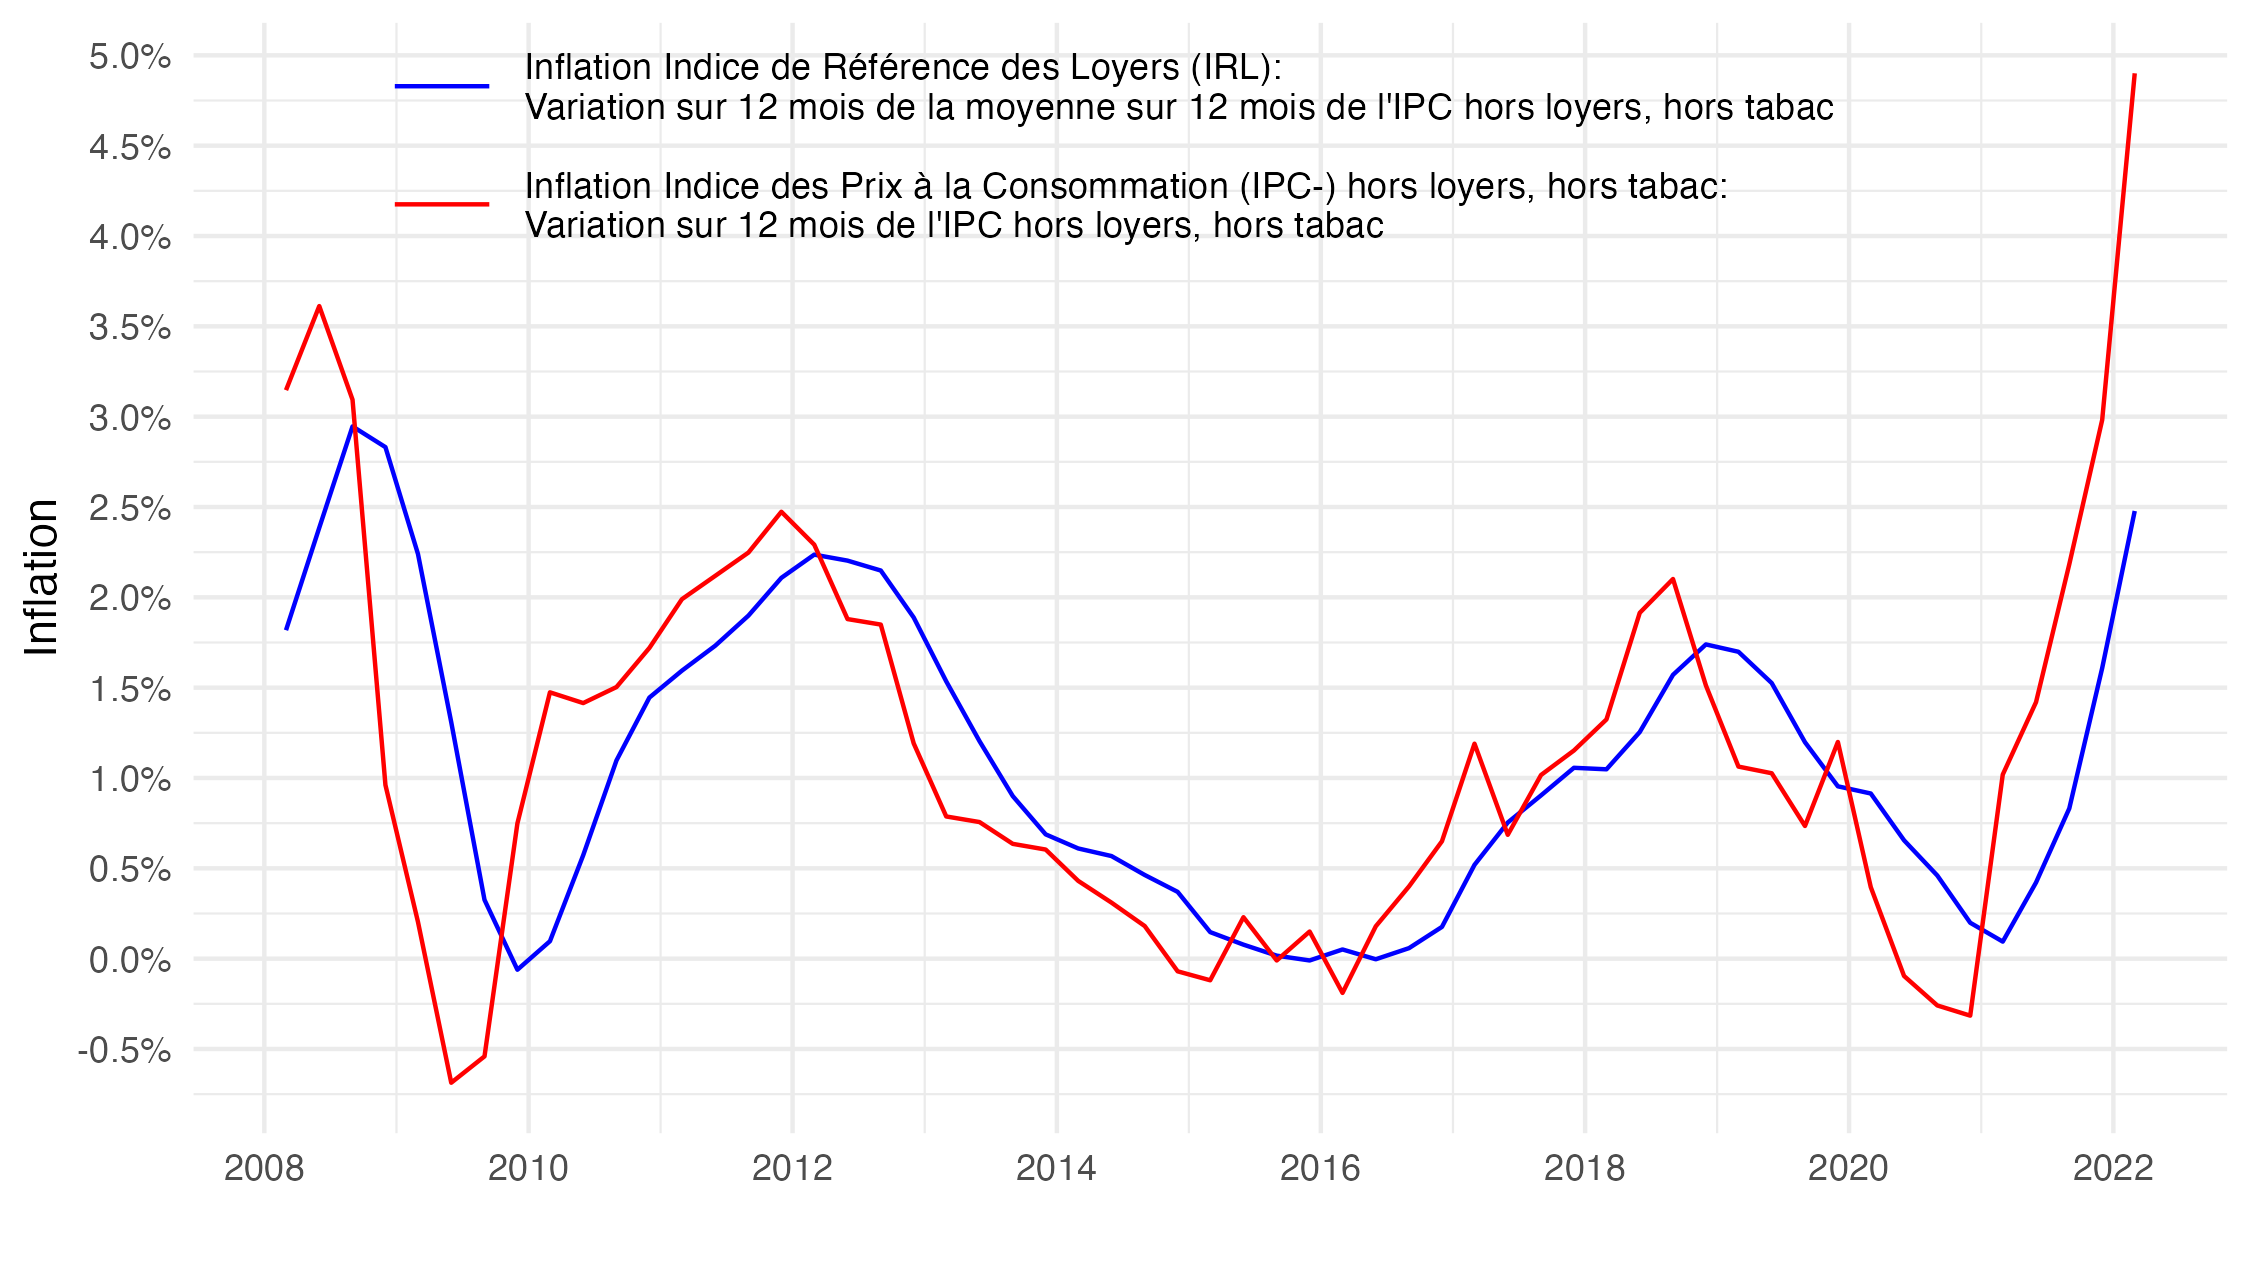 Inflation Indice de Référence des Loyers (IRL):
Variation sur 12 mois de la moyenne sur 12 mois de l'IPC hors loyers, hors tabac
Inflation Indice des Prix à la Consommation (IPC-) hors loyers, hors tabac:
Variation sur 12 mois de l'IPC hors loyers, hors tabac
5.0%
4.5%
4.0%
3.5%
3.0%
2.5%
2.0%
1.5%
1.0%
0.5%
0.0%
-0.5%
Inflation
2008 2010 2012 2014 2016 2018 2020 2022